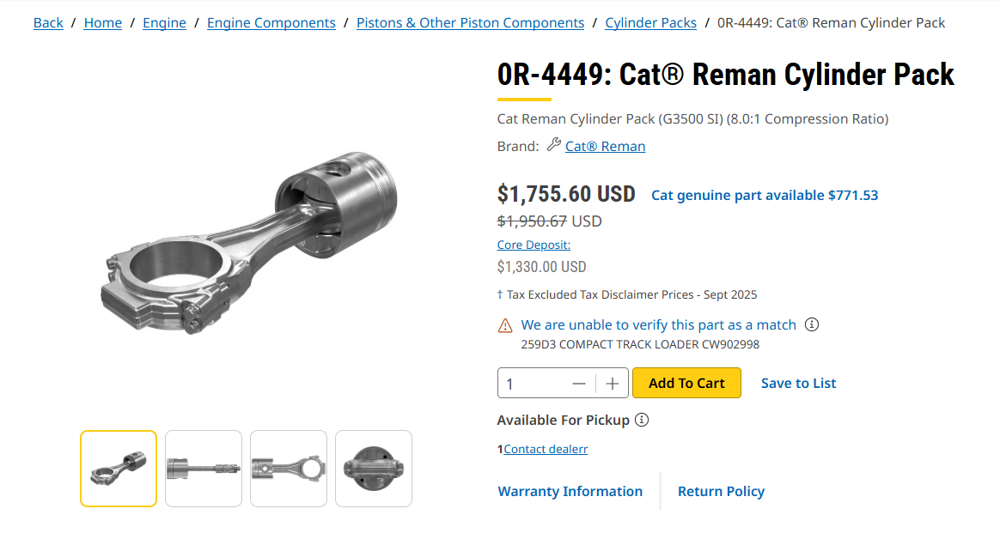 Back / Home / Engine / Engine Components / Pistons & Other Piston Components / Cylinder Packs / 0R-4449: Cat® Reman Cylinder Pack
0R-4449: Cat® Reman Cylinder Pack
Cat Reman Cylinder Pack (G3500 SI) (8.0:1 Compression Ratio)
Brand: Cat® Reman
$1,755.60 USD Cat genuine part available $771.53
$1,950.67 USD
Core Deposit:
$1,330.00 USD
† Tax Excluded Tax Disclaimer Prices - Sept 2025
We are unable to verify this part as a match
259D3 COMPACT TRACK LOADER CW902998
1 Add To Cart Save to List
Available For Pickup
1Contact dealerr
Warranty Information Return Policy